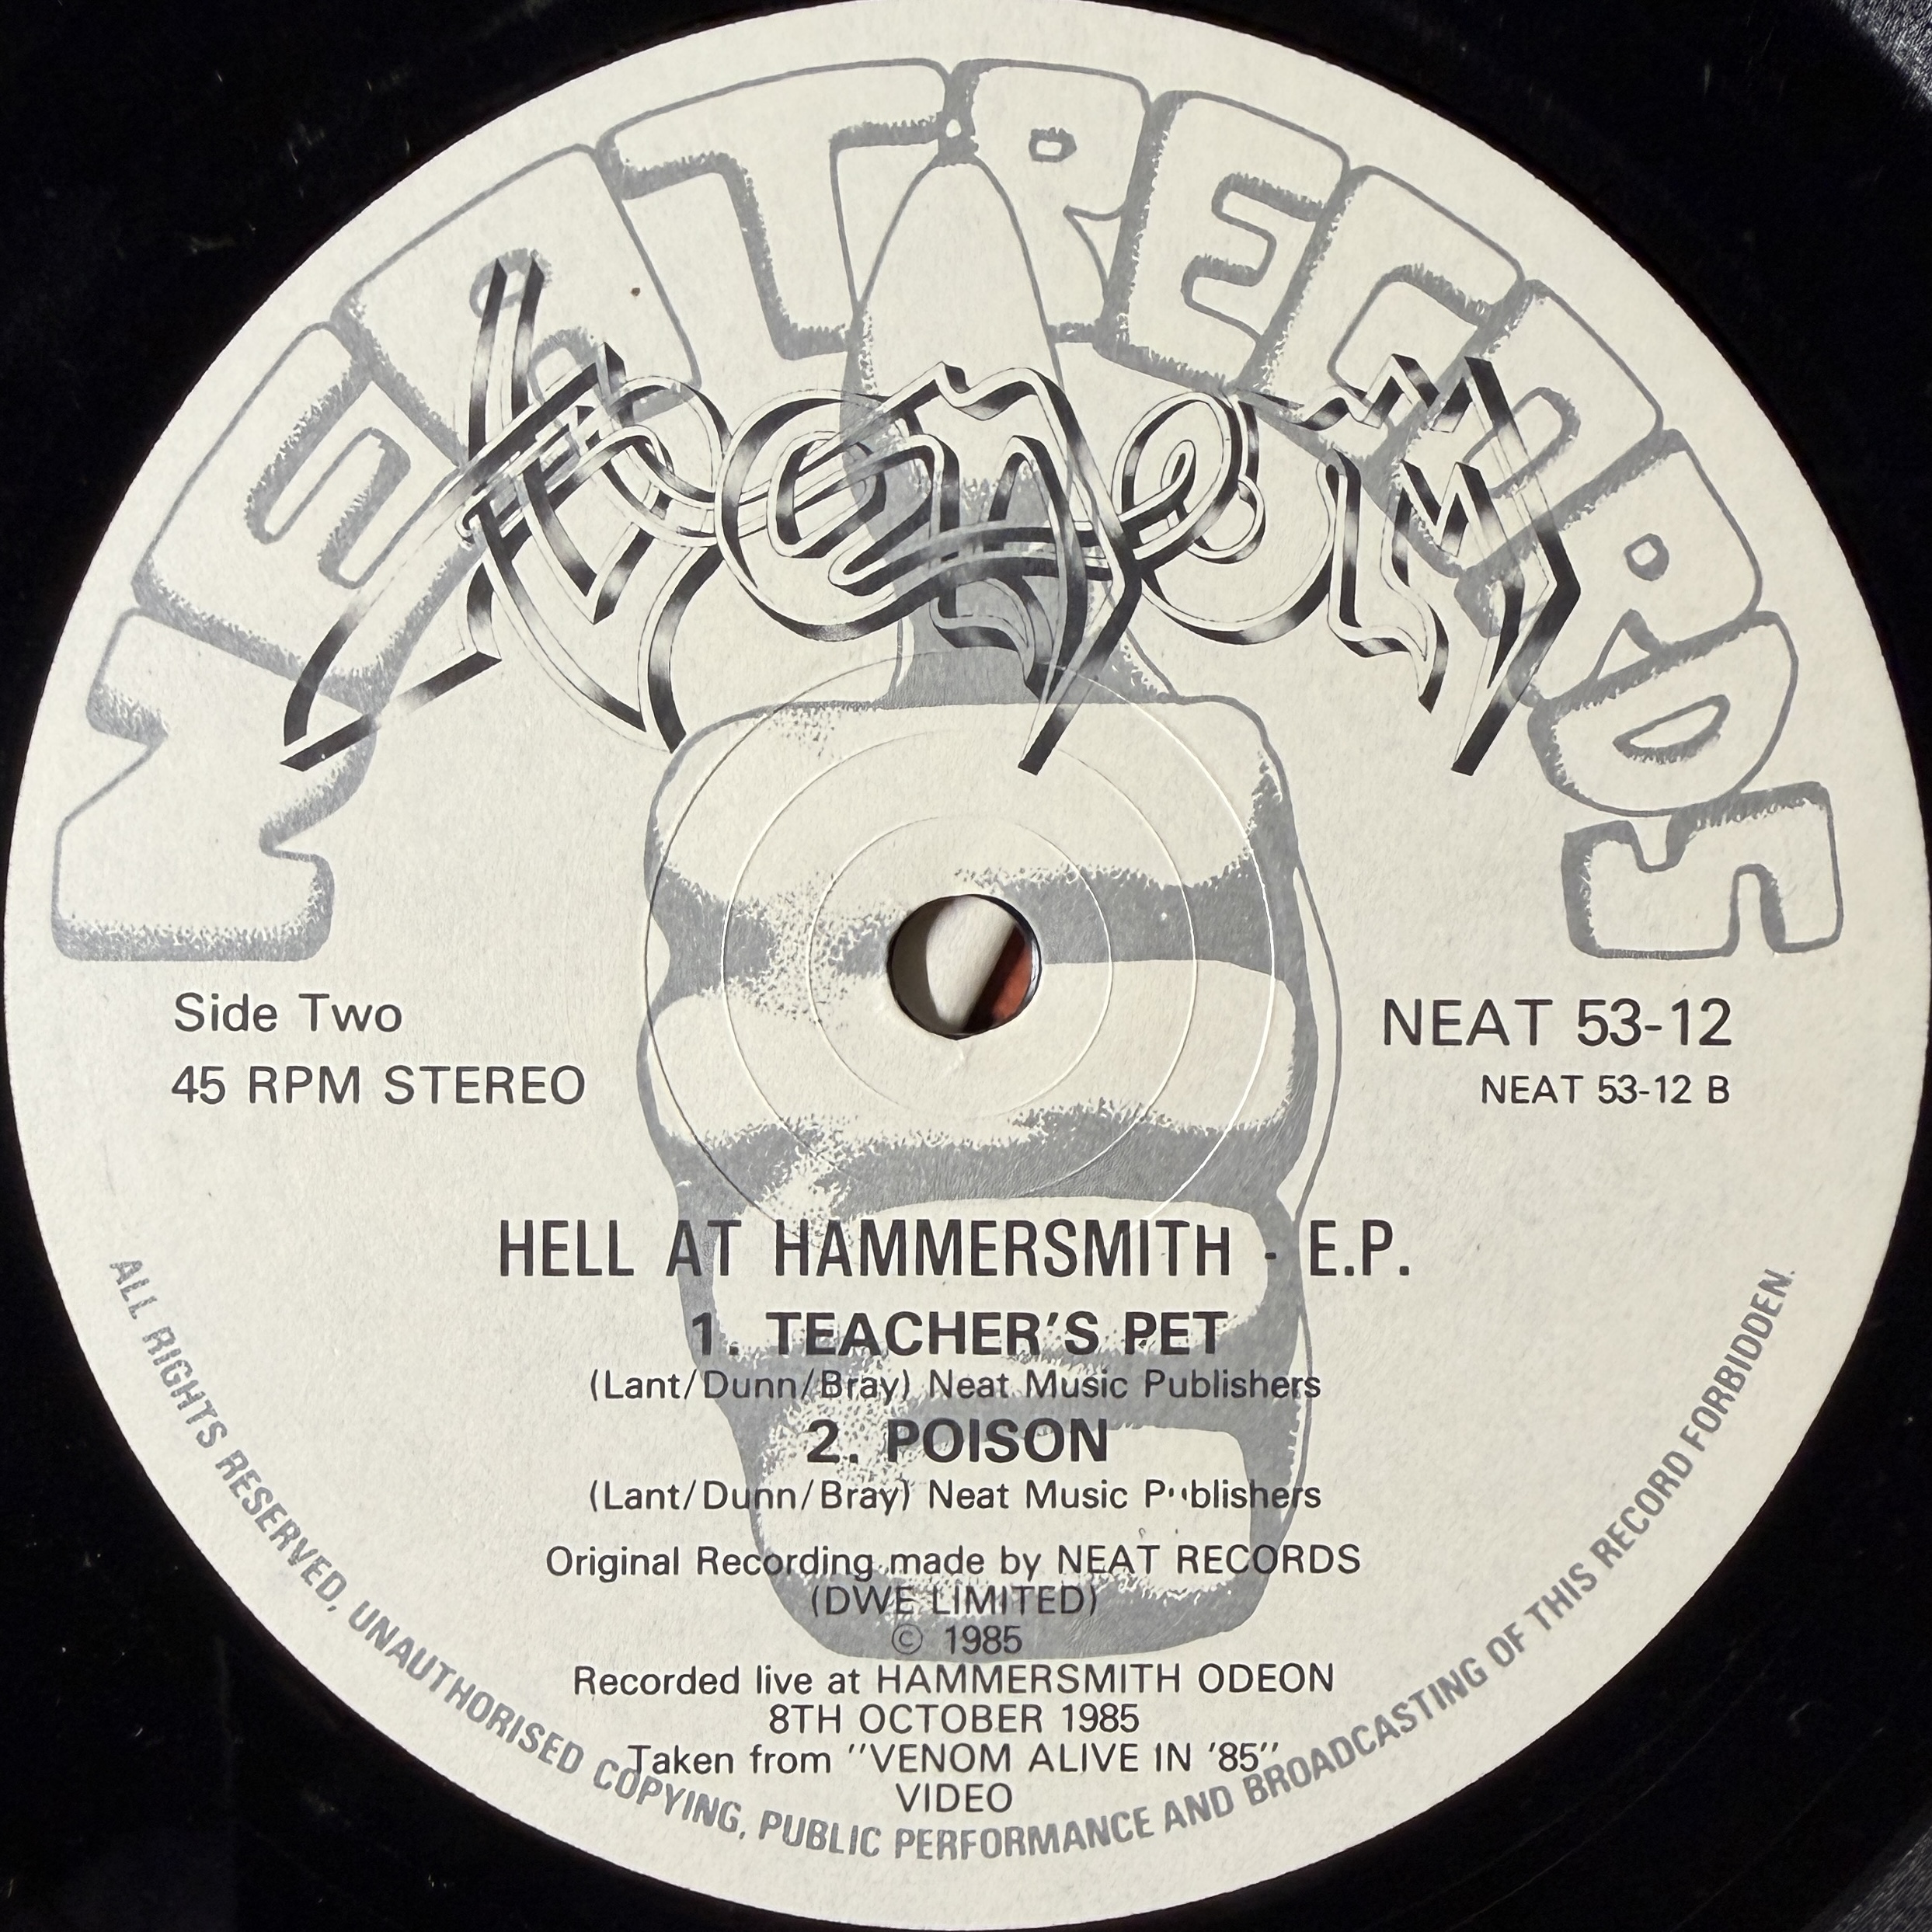 NEAT RECORDS
Venom
Side Two
45 RPM STEREO
NEAT 53-12
NEAT 53-12 B
HELL AT HAMMERSMITH - E.P.
1. TEACHER'S PET
(Lant/Dunn/Bray) Neat Music Publishers
2. POISON
(Lant/Dunn/Bray) Neat Music Publishers
Original Recording made by NEAT RECORDS
(DWE LIMITED)
© 1985
Recorded live at HAMMERSMITH ODEON
8TH OCTOBER 1985
Taken from "VENOM ALIVE IN '85"
VIDEO
ALL RIGHTS RESERVED, UNAUTHORISED COPYING, PUBLIC PERFORMANCE AND BROADCASTING OF THIS RECORD FORBIDDEN.